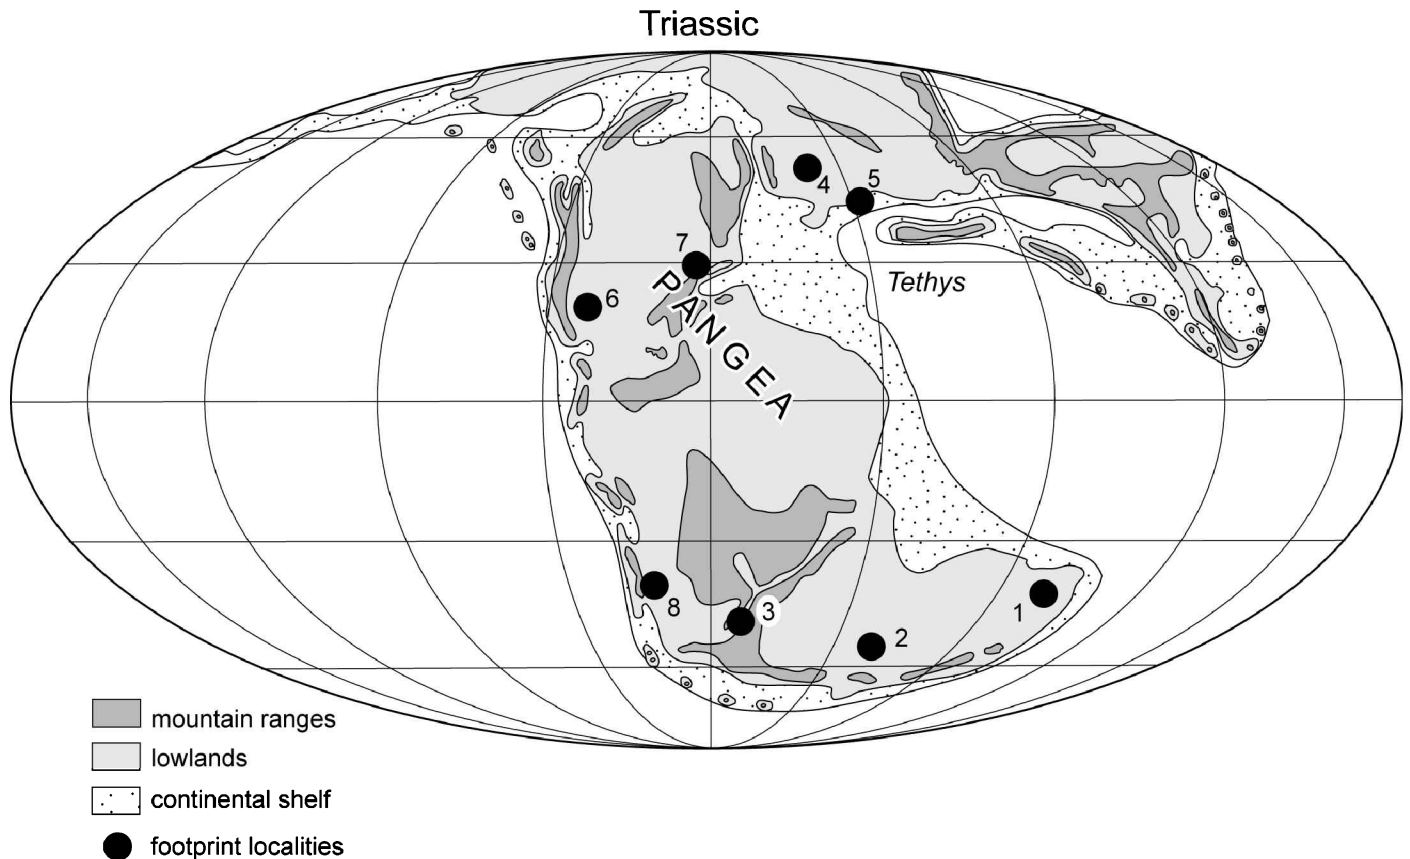 Triassic
4
5
7
Tethys
6
PANGEA
8
3
1
2
mountain ranges
lowlands
continental shelf
footprint localities